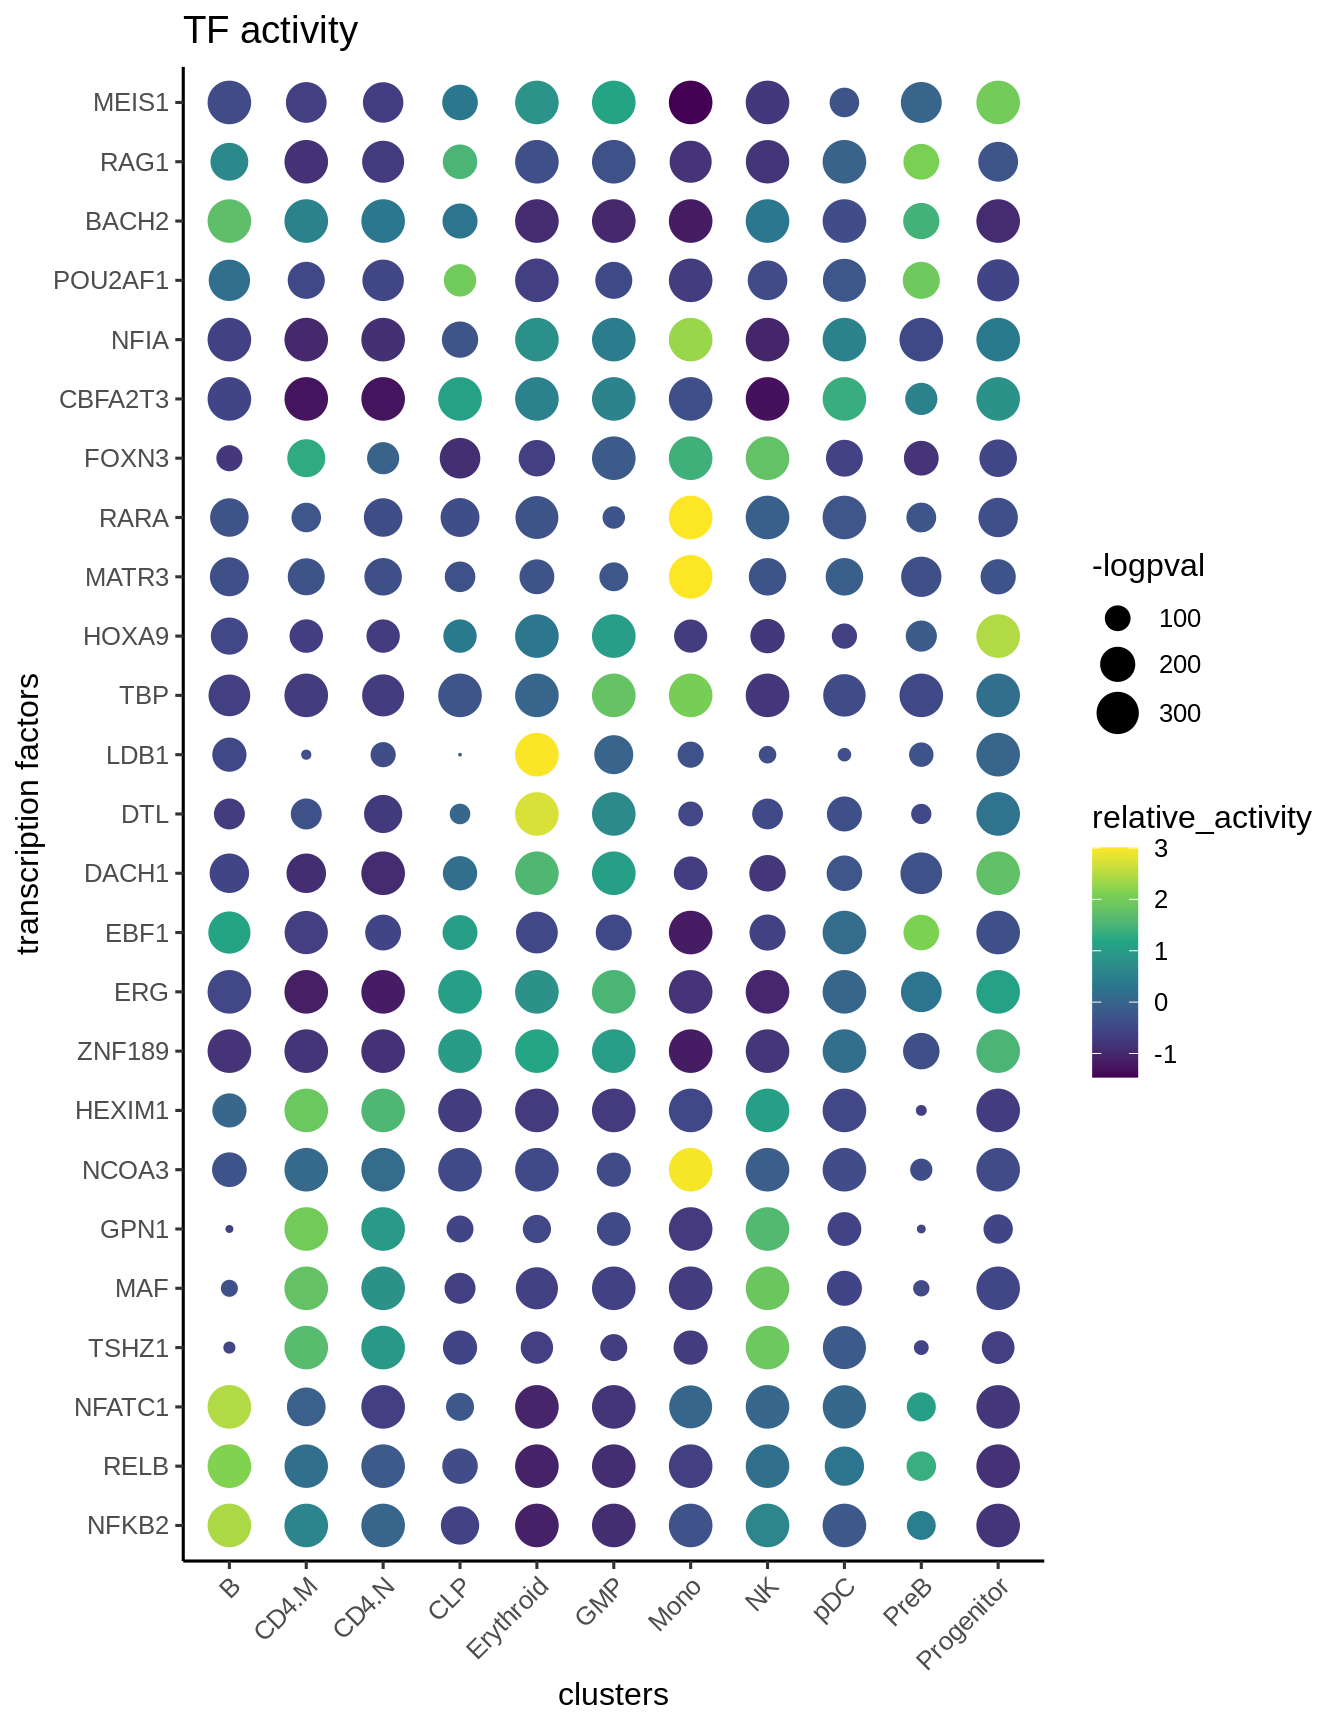 TF activity
MEIS1
RAG1
BACH2
POU2AF1
NFIA
CBFA2T3
FOXN3
RARA
MATR3
HOXA9
TBP
LDB1
DTL
DACH1
EBF1
ERG
ZNF189
HEXIM1
NCOA3
GPN1
MAF
TSHZ1
NFATC1
RELB
NFKB2
transcription factors
B
CD4.M
CD4.N
CLP
Erythroid
GMP
Mono
NK
pDC
PreB
Progenitor
clusters
-logpval
100
200
300
relative_activity
3
2
1
0
-1